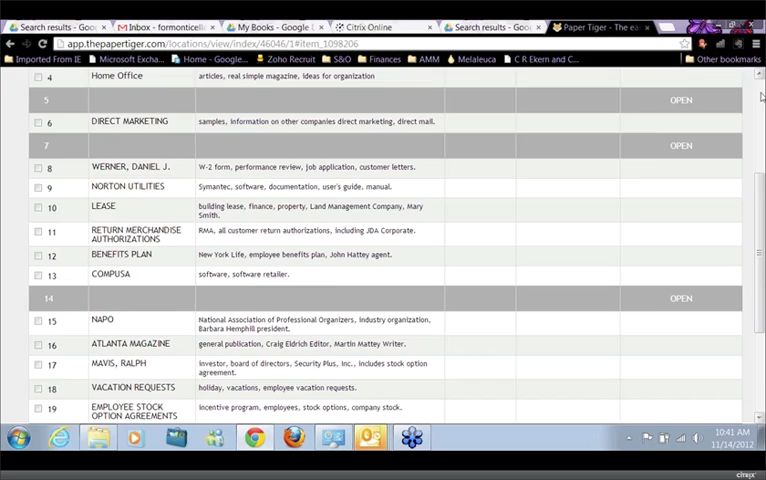 Search results - Google D
Inbox - formonticell
My Books - Google D
Citrix Online
Search results - Google D
Paper Tiger - The ea
app.thepapertiger.com/locations/view/index/46046/1#item_1098206
Imported From IE
Microsoft Excha...
Home - Google...
Zoho Recruit
S&O
Finances
AMM
Melaleuca
C R Ekern and C...
Other bookmarks
4 Home Office articles, real simple magazine, ideas for organization
5 OPEN
6 DIRECT MARKETING samples, information on other companies direct marketing, direct mail.
7 OPEN
8 WERNER, DANIEL J. W-2 form, performance review, job application, customer letters.
9 NORTON UTILITIES Symantec, software, documentation, user's guide, manual.
10 LEASE building lease, finance, property, Land Management Company, Mary
Smith.
11 RETURN MERCHANDISE RMA, all customer return authorizations, including JDA Corporate.
AUTHORIZATIONS
12 BENEFITS PLAN New York Life, employee benefits plan, John Hattey agent.
13 COMPUSA software, software retailer.
14 OPEN
15 NAPO National Association of Professional Organizers, industry organization,
Barbara Hemphill president.
16 ATLANTA MAGAZINE general publication, Craig Eldrich Editor, Martin Mattey Writer.
17 MAVIS, RALPH investor, board of directors, Security Plus, Inc., includes stock option
agreement.
18 VACATION REQUESTS holiday, vacations, employee vacation requests.
19 EMPLOYEE STOCK incentive program, employees, stock options, company stock.
OPTION AGREEMENTS
10:41 AM
11/14/2012
citrix